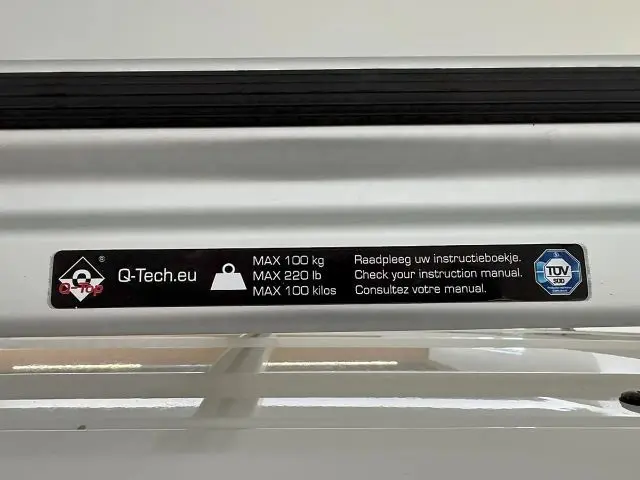 ®
Q-Top
Q-Tech.eu
MAX 100 kg
MAX 220 lb
MAX 100 kilos
Raadpleeg uw instructieboekje.
Check your instruction manual.
Consultez votre manual.
TÜV
SÜD